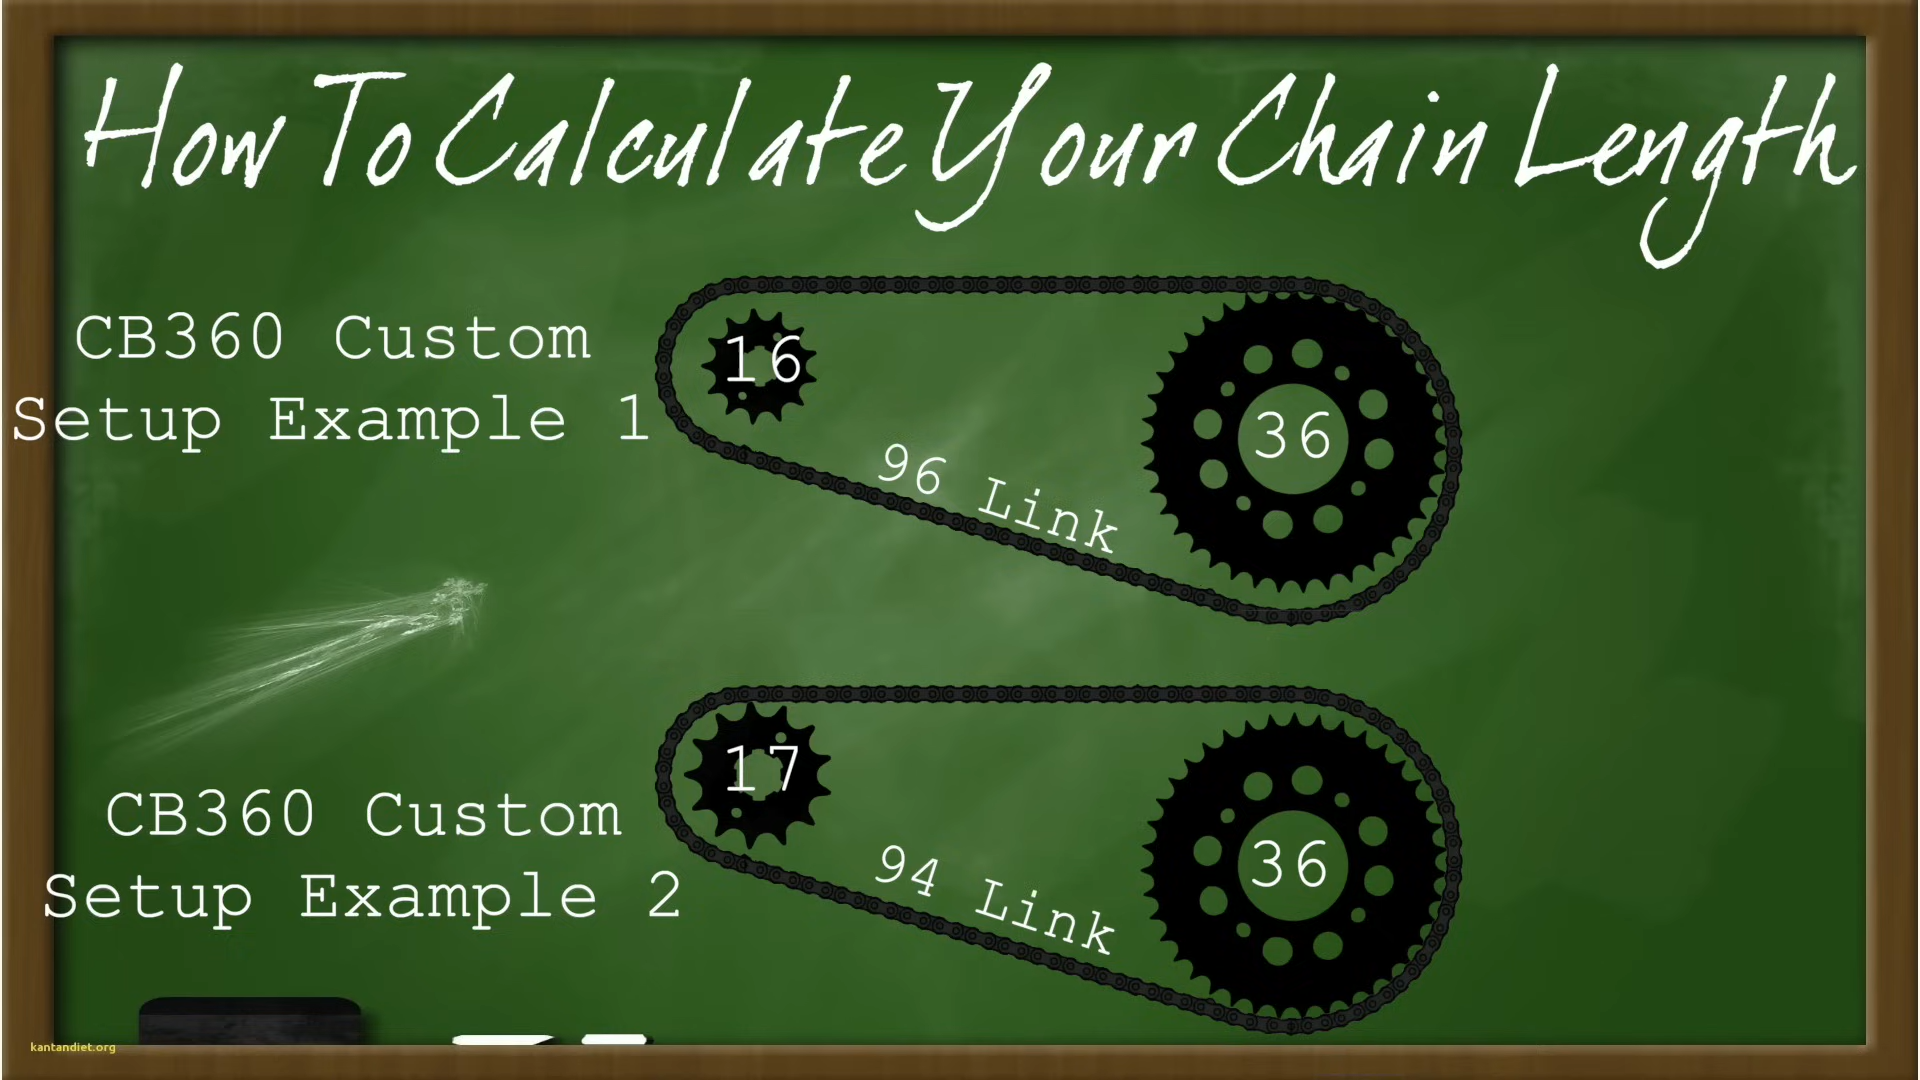 How To Calculate Your Chain Length
CB360 Custom
Setup Example 1
16
36
96 Link
CB360 Custom
Setup Example 2
17
36
94 Link
kantandiet.org